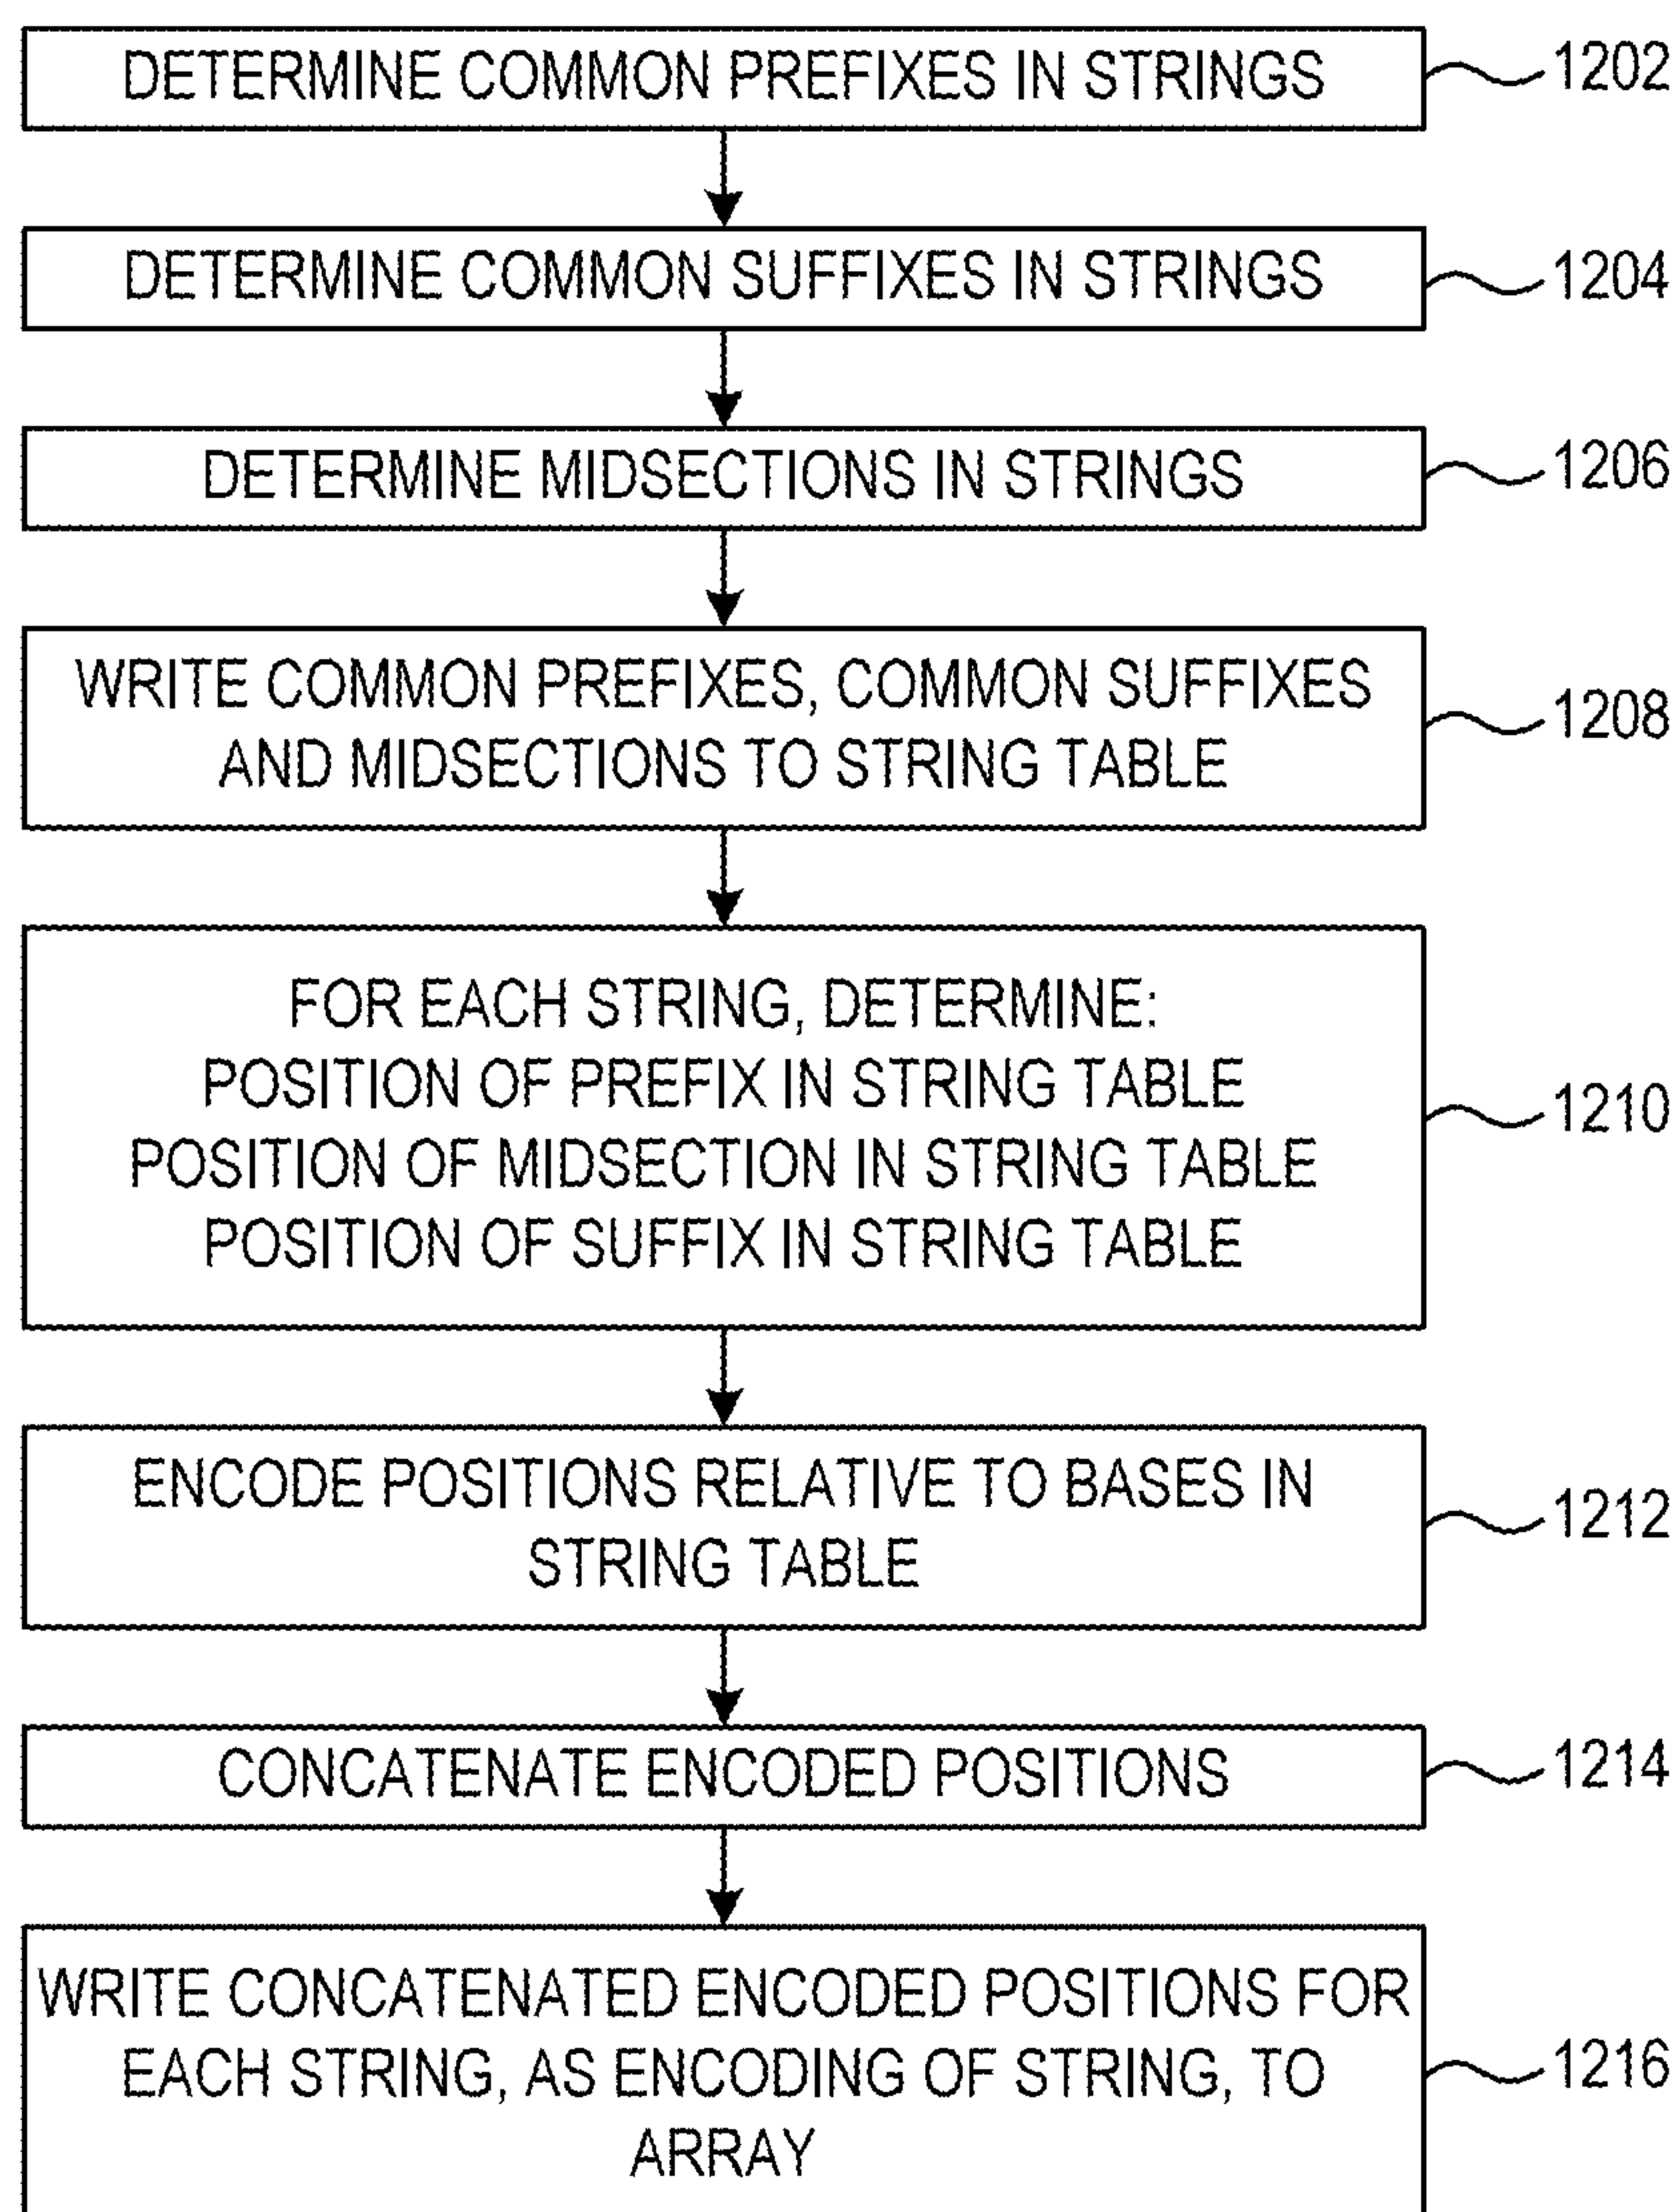 DETERMINE COMMON PREFIXES IN STRINGS
1202
DETERMINE COMMON SUFFIXES IN STRINGS
1204
DETERMINE MIDSECTIONS IN STRINGS
1206
WRITE COMMON PREFIXES, COMMON SUFFIXES
AND MIDSECTIONS TO STRING TABLE
1208
FOR EACH STRING, DETERMINE:
POSITION OF PREFIX IN STRING TABLE
POSITION OF MIDSECTION IN STRING TABLE
POSITION OF SUFFIX IN STRING TABLE
1210
ENCODE POSITIONS RELATIVE TO BASES IN
STRING TABLE
1212
CONCATENATE ENCODED POSITIONS
1214
WRITE CONCATENATED ENCODED POSITIONS FOR
EACH STRING, AS ENCODING OF STRING, TO
ARRAY
1216